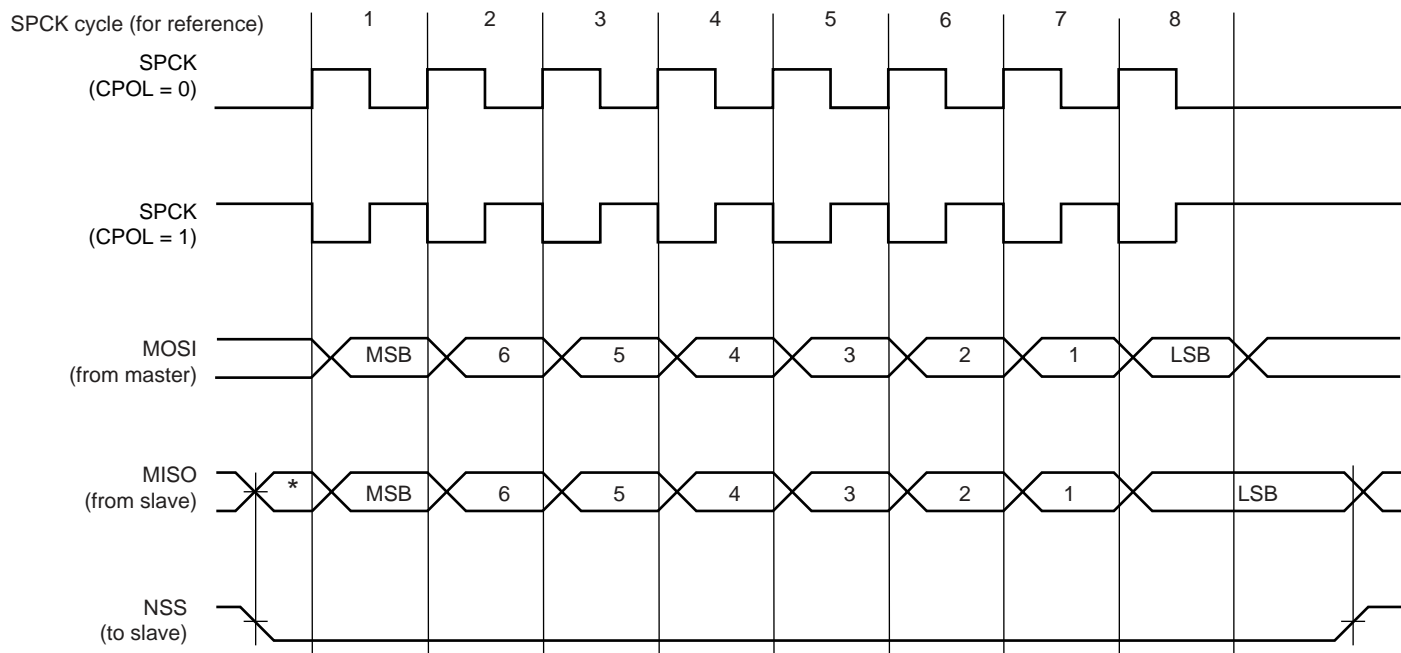 SPCK cycle (for reference) 1 2 3 4 5 6 7 8
SPCK
(CPOL = 0)
SPCK
(CPOL = 1)
MOSI
(from master)
MSB 6 5 4 3 2 1 LSB
MISO
(from slave)
* MSB 6 5 4 3 2 1 LSB
NSS
(to slave)